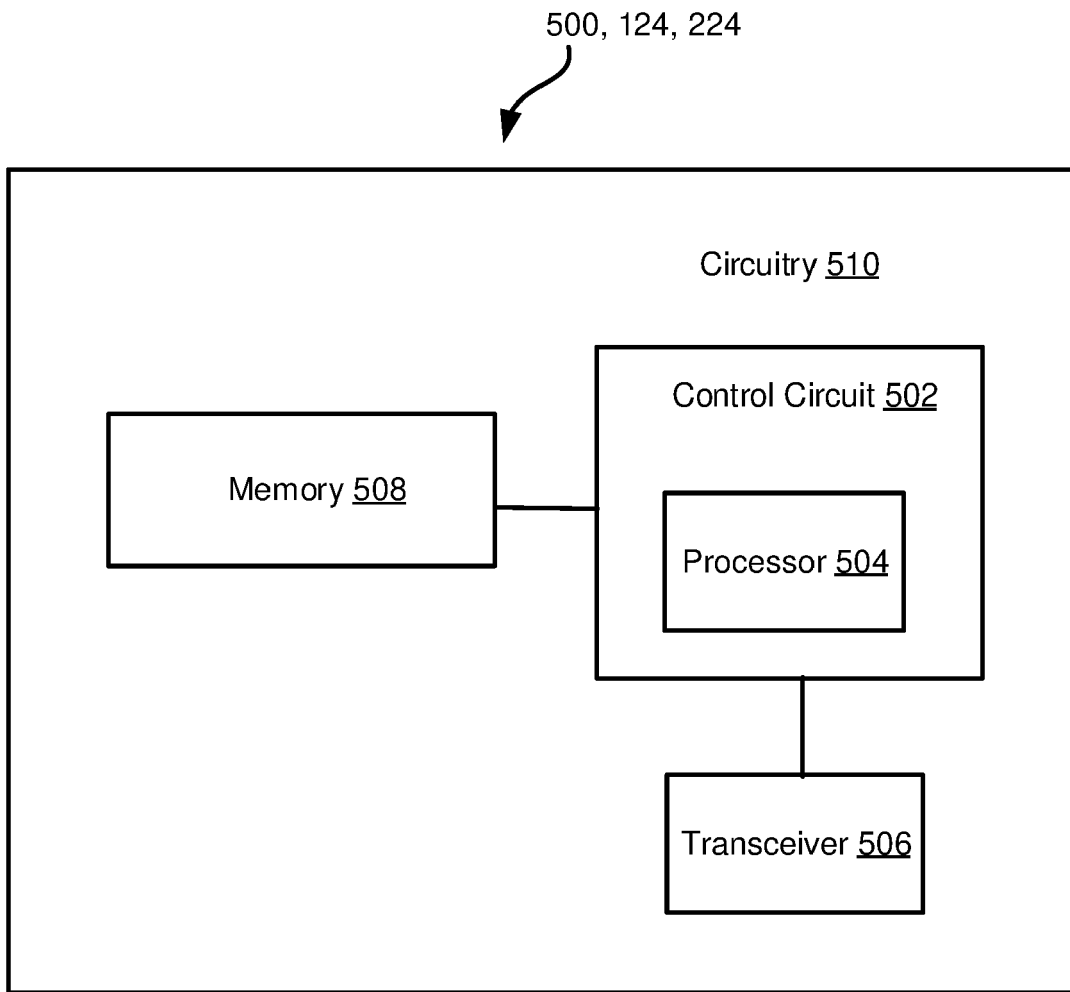 500, 124, 224
Circuitry 510
Control Circuit 502
Memory 508
Processor 504
Transceiver 506